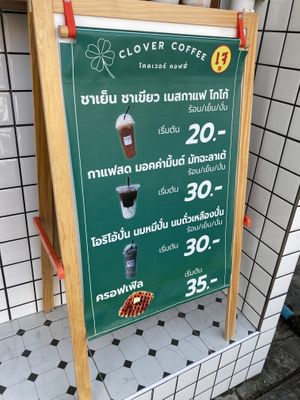 CLOVER COFFEE
โคลเวอร์ คอฟฟี่
เจ
ชาเย็น ชาเขียว เนสกาแฟ โกโก้
ร้อน/เย็น/ปั่น
เริ่มต้น 20.-
กาแฟสด มอคค่ามิ้นต์ มัทฉะลาเต้
ร้อน/เย็น/ปั่น
เริ่มต้น 30.-
โอริโอ้ปั่น นมหมีปั่น นมถั่วเหลืองปั่น
ร้อน/เย็น/ปั่น
เริ่มต้น 30.-
ครอฟเฟิล
เริ่มต้น
35.-